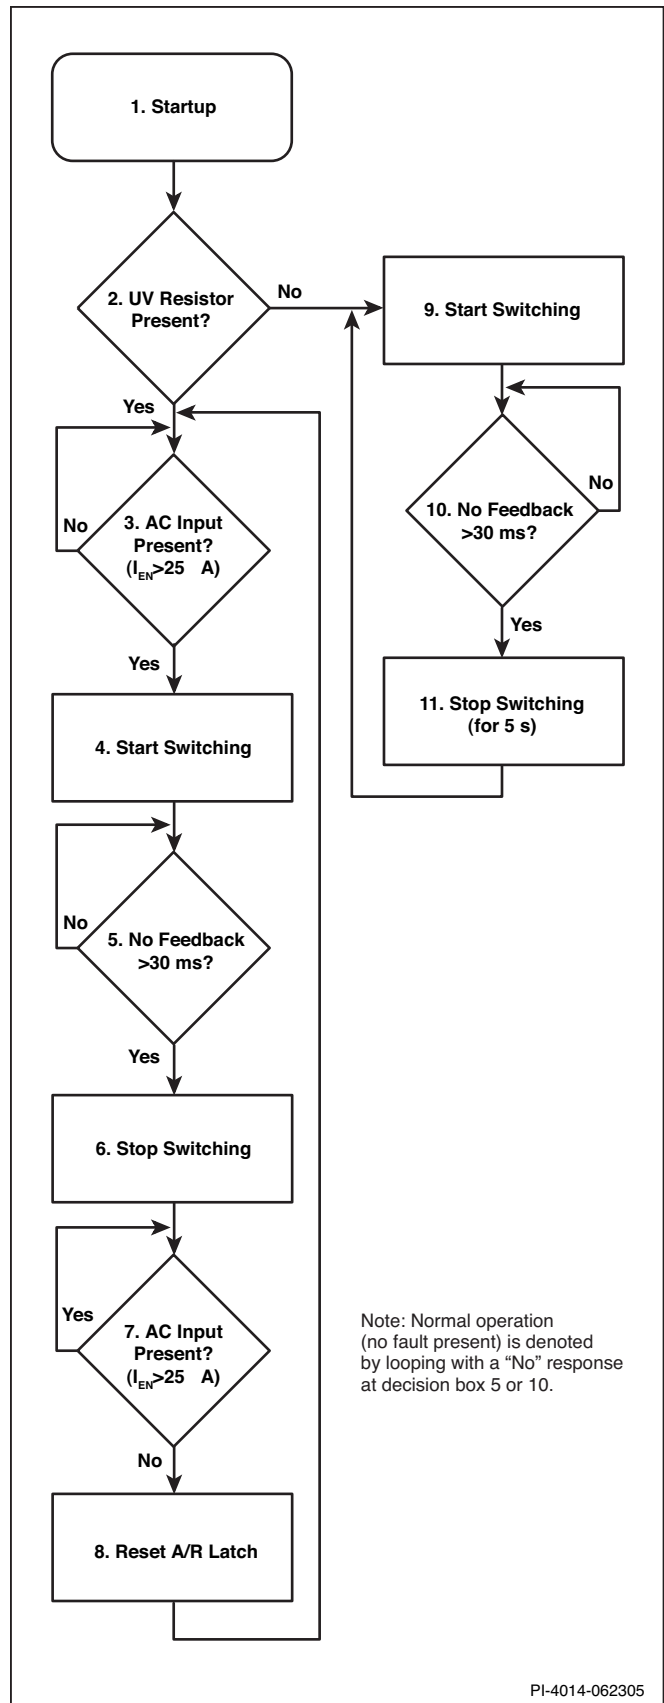 1. Startup
2. UV Resistor
Present?
No
Yes
9. Start Switching
No
3. AC Input
Present?
(I_EN>25 A)
10. No Feedback
>30 ms?
No
Yes
Yes
4. Start Switching
11. Stop Switching
(for 5 s)
No
5. No Feedback
>30 ms?
Yes
6. Stop Switching
Yes
7. AC Input
Present?
(I_EN>25 A)
No
8. Reset A/R Latch
Note: Normal operation
(no fault present) is denoted
by looping with a “No” response
at decision box 5 or 10.
PI-4014-062305